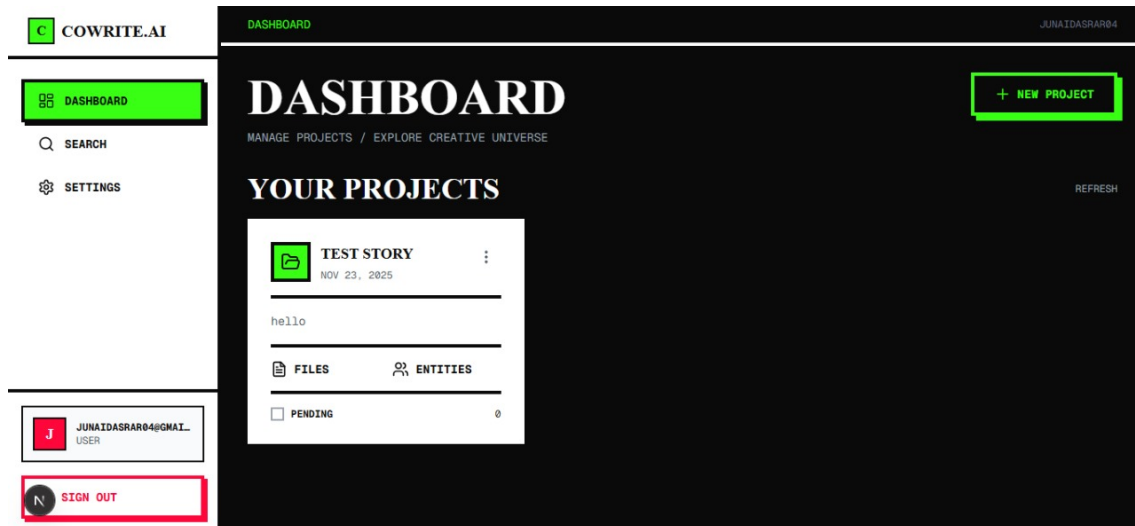 C COWRITE.AI
DASHBOARD
SEARCH
SETTINGS
J JUNAIDASRAR04@GMAI…
USER
N SIGN OUT
DASHBOARD JUNAIDASRAR04
DASHBOARD
+ NEW PROJECT
MANAGE PROJECTS / EXPLORE CREATIVE UNIVERSE
YOUR PROJECTS
REFRESH
TEST STORY
NOV 23, 2025
hello
FILES ENTITIES
PENDING 0